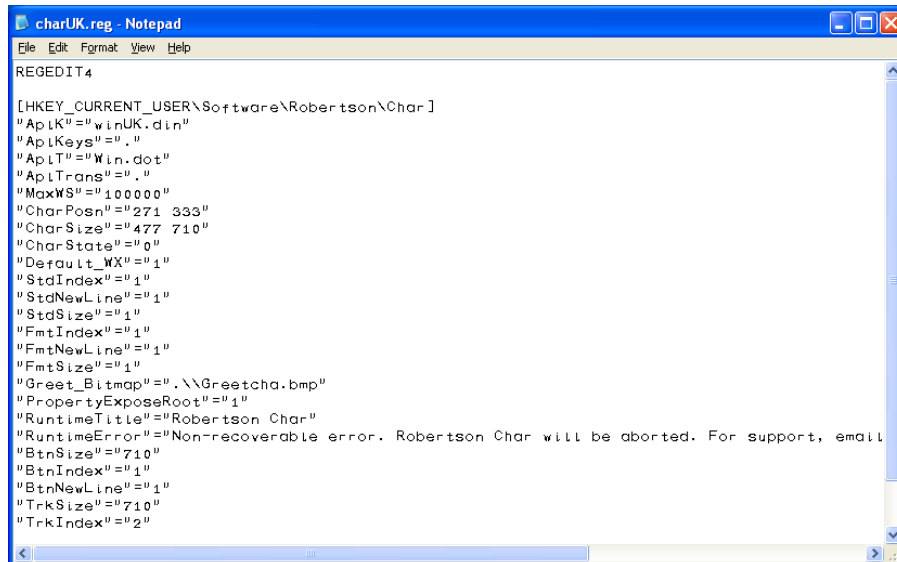 charUK.reg - Notepad
File Edit Format View Help
REGEDIT4
[HKEY_CURRENT_USER\Software\Robertson\Char]
"AplK"="winUK.din"
"AplKeys"="."
"AplT"="Win.dot"
"AplTrans"="."
"MaxWS"="100000"
"CharPosn"="271 333"
"CharSize"="477 710"
"CharState"="0"
"Default_WX"="1"
"StdIndex"="1"
"StdNewLine"="1"
"StdSize"="1"
"FmtIndex"="1"
"FmtNewLine"="1"
"FmtSize"="1"
"Greet_Bitmap"=".\\Greetcha.bmp"
"PropertyExposeRoot"="1"
"RuntimeTitle"="Robertson Char"
"RuntimeError"="Non-recoverable error. Robertson Char will be aborted. For support, email
"BtnSize"="710"
"BtnIndex"="1"
"BtnNewLine"="1"
"TrkSize"="710"
"TrkIndex"="2"